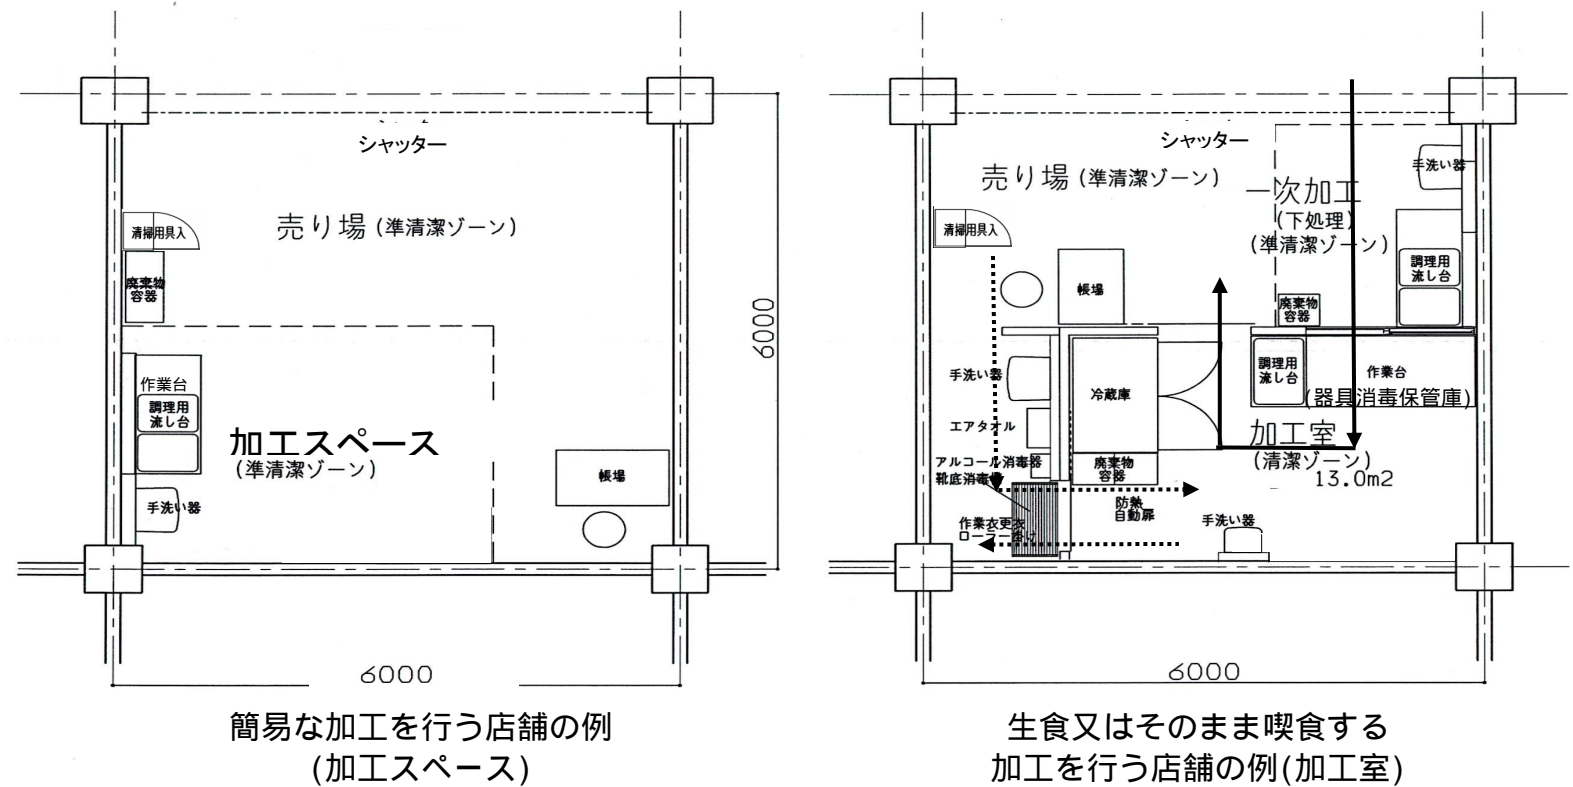 シャッター
売り場 (準清潔ゾーン)
清掃用具入
廃棄物
容器
作業台
調理用
流し台
加工スペース
(準清潔ゾーン)
手洗い器
帳場
6000
6000
簡易な加工を行う店舗の例
(加工スペース)
シャッター
売り場 (準清潔ゾーン)
一次加工
(下処理)
(準清潔ゾーン)
手洗い器
清掃用具入
帳場
調理用
流し台
廃棄物
容器
手洗い器
冷蔵庫
調理用
流し台
作業台
(器具消毒保管庫)
エアタオル
加工室
(清潔ゾーン)
13.0m2
アルコール消毒器
靴底消毒
廃棄物
容器
防熱
自動扉
手洗い器
作業衣更衣
ローラー掛け
6000
生食又はそのまま喫食する
加工を行う店舗の例(加工室)